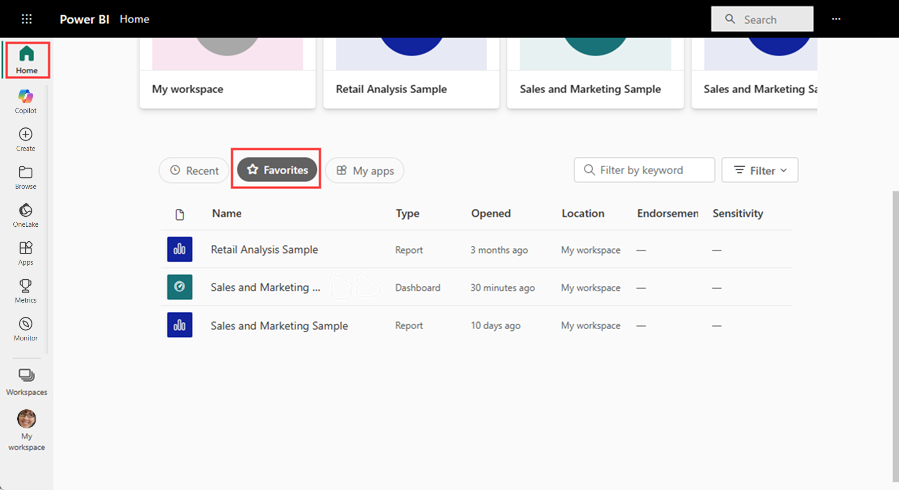 Power BI Home Search ...
Home
Copilot
Create
Browse
OneLake
Apps
Metrics
Monitor
Workspaces
My
workspace
My workspace Retail Analysis Sample Sales and Marketing Sample Sales and Marketing Sa
Recent Favorites My apps Filter by keyword Filter
Name Type Opened Location Endorsemen Sensitivity
Retail Analysis Sample Report 3 months ago My workspace — —
Sales and Marketing ... Dashboard 30 minutes ago My workspace — —
Sales and Marketing Sample Report 10 days ago My workspace — —